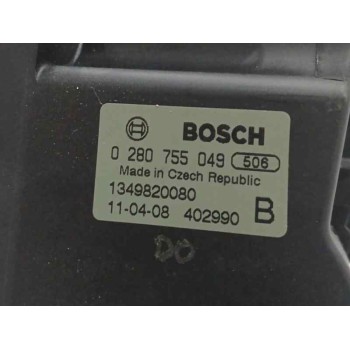 BOSCH
0 280 755 049 506
Made in Czech Republic
1349820080
11-04-08 402990 B